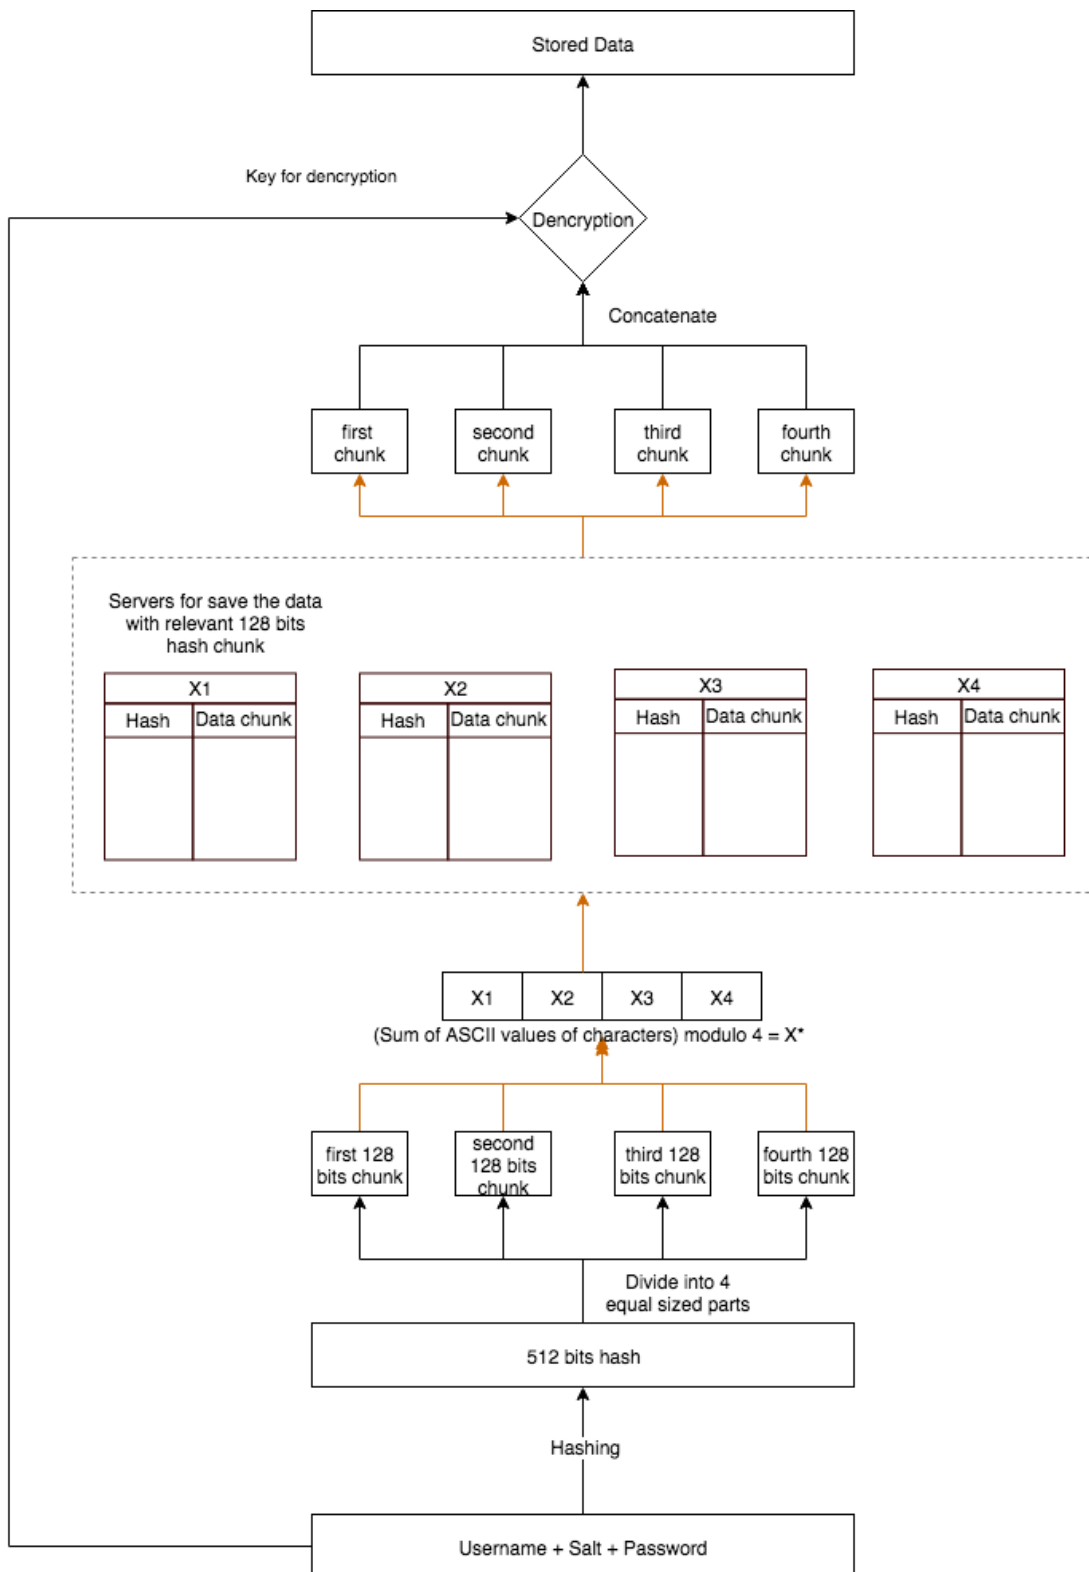 Stored Data
Key for dencryption
Dencryption
Concatenate
first
chunk
second
chunk
third
chunk
fourth
chunk
Servers for save the data
with relevant 128 bits
hash chunk
X1
Hash
Data chunk
X2
Hash
Data chunk
X3
Hash
Data chunk
X4
Hash
Data chunk
X1
X2
X3
X4
(Sum of ASCII values of characters) modulo 4 = X*
first 128
bits chunk
second
128 bits
chunk
third 128
bits chunk
fourth 128
bits chunk
Divide into 4
equal sized parts
512 bits hash
Hashing
Username + Salt + Password